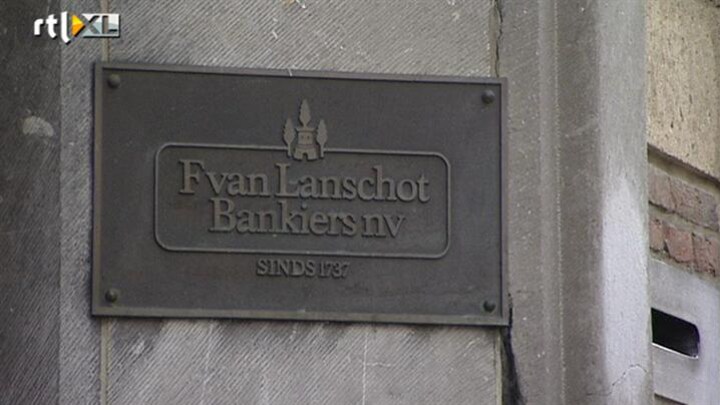 rtl XL
F van Lanschot
Bankiers nv
SINDS 1737